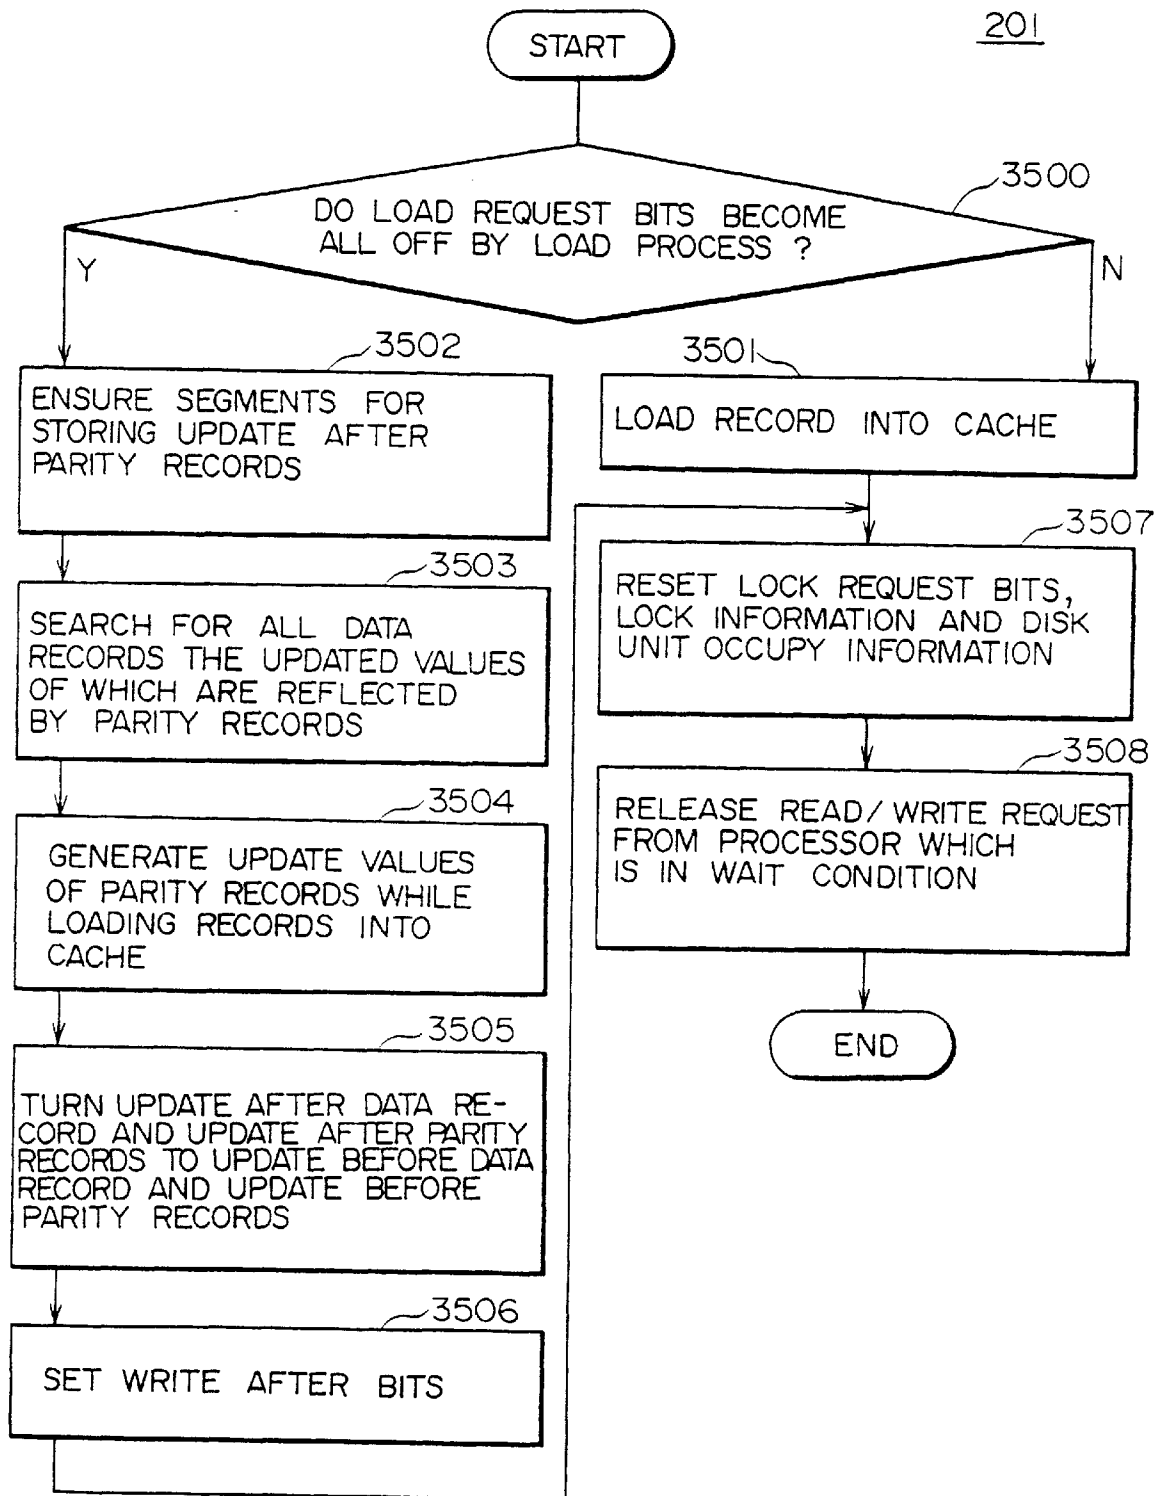 START
201
3500
DO LOAD REQUEST BITS BECOME
ALL OFF BY LOAD PROCESS ?
Y
N
3502
ENSURE SEGMENTS FOR
STORING UPDATE AFTER
PARITY RECORDS
3503
SEARCH FOR ALL DATA
RECORDS THE UPDATED VALUES
OF WHICH ARE REFLECTED
BY PARITY RECORDS
3504
GENERATE UPDATE VALUES
OF PARITY RECORDS WHILE
LOADING RECORDS INTO
CACHE
3505
TURN UPDATE AFTER DATA RE-
CORD AND UPDATE AFTER PARITY
RECORDS TO UPDATE BEFORE DATA
RECORD AND UPDATE BEFORE
PARITY RECORDS
3506
SET WRITE AFTER BITS
3501
LOAD RECORD INTO CACHE
3507
RESET LOCK REQUEST BITS,
LOCK INFORMATION AND DISK
UNIT OCCUPY INFORMATION
3508
RELEASE READ/WRITE REQUEST
FROM PROCESSOR WHICH
IS IN WAIT CONDITION
END